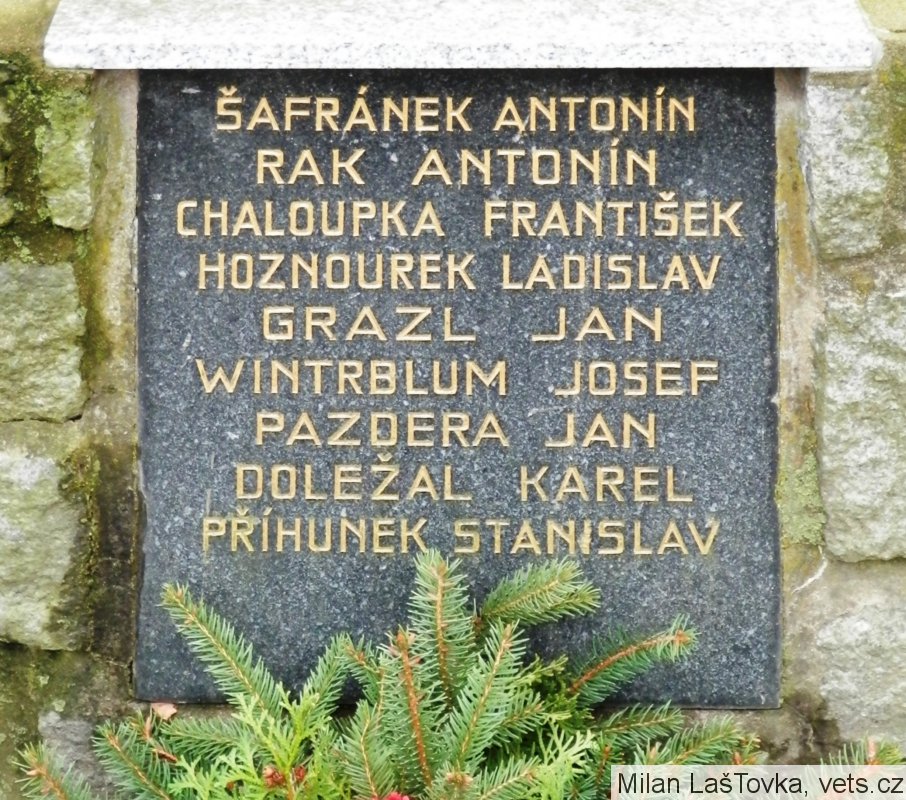 ŠAFRÁNEK ANTONÍN
RAK ANTONÍN
CHALOUPKA FRANTIŠEK
HOZNOUREK LADISLAV
GRAZL JAN
WINTRBLUM JOSEF
PAZDERA JAN
DOLEŽAL KAREL
PŘÍHUNEK STANISLAV
Milan LašTovka, vets.cz